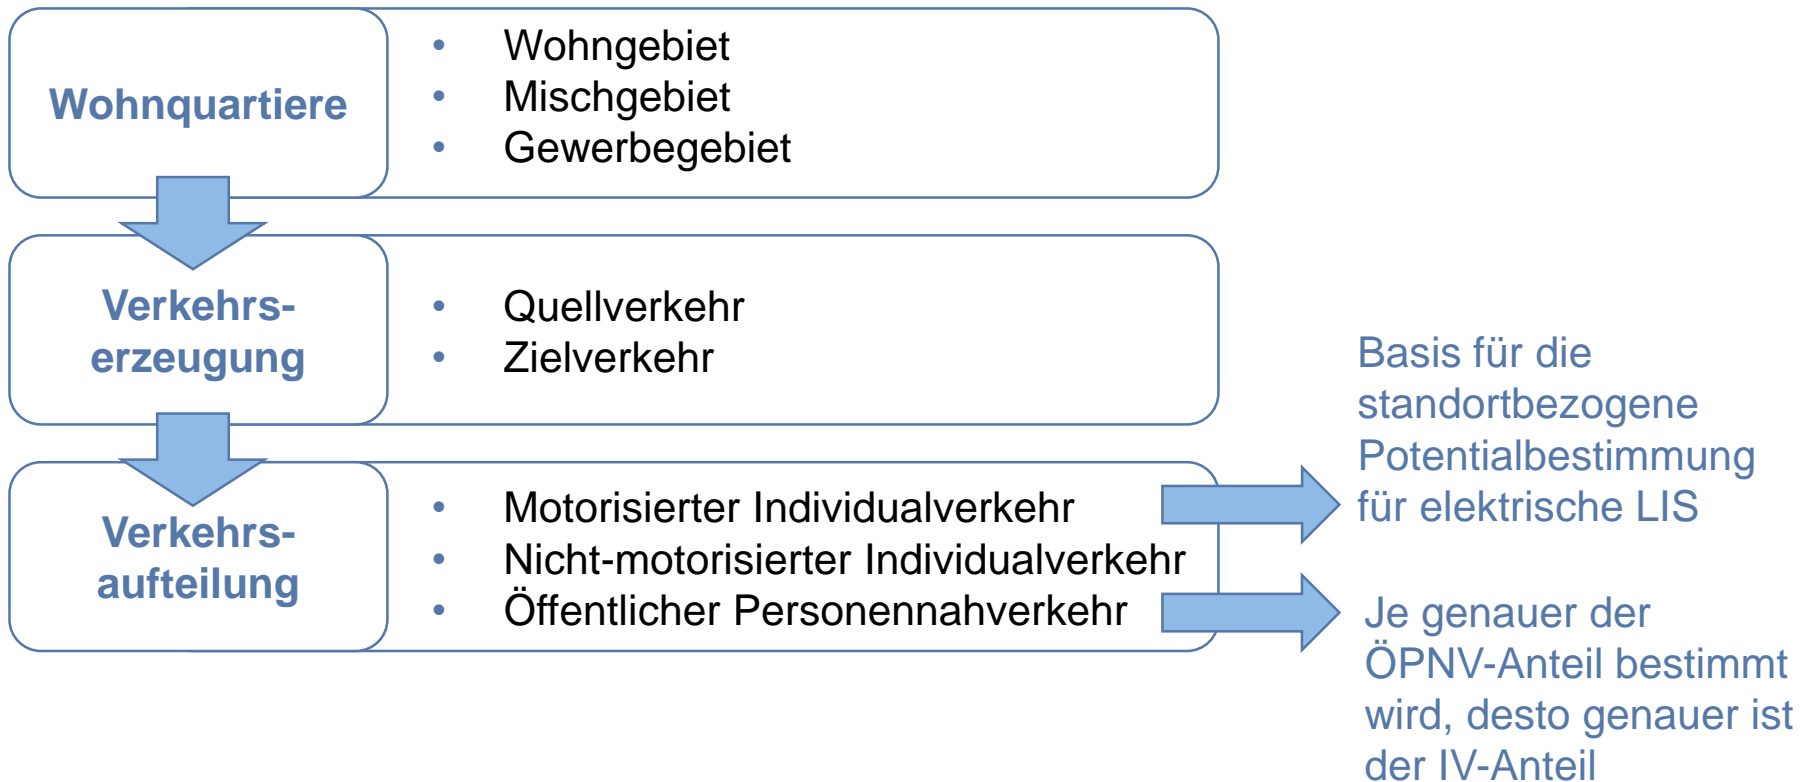 Wohnquartiere
Wohngebiet
Mischgebiet
Gewerbegebiet
Verkehrs-
erzeugung
Quellverkehr
Zielverkehr
Verkehrs-
aufteilung
Motorisierter Individualverkehr
Nicht-motorisierter Individualverkehr
Öffentlicher Personennahverkehr
Basis für die
standortbezogene
Potentialbestimmung
für elektrische LIS
Je genauer der
ÖPNV-Anteil bestimmt
wird, desto genauer ist
der IV-Anteil